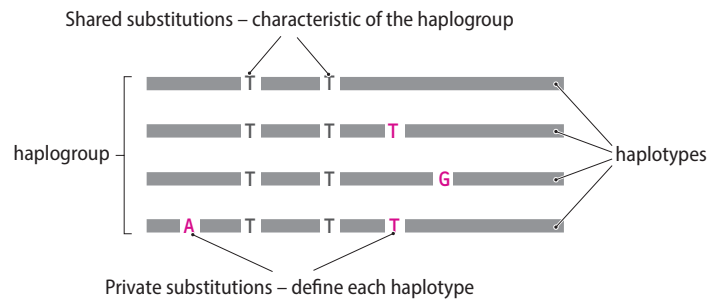 Shared substitutions – characteristic of the haplogroup
T T
T T T
haplogroup
haplotypes
T T G
A T T T
Private substitutions – define each haplotype